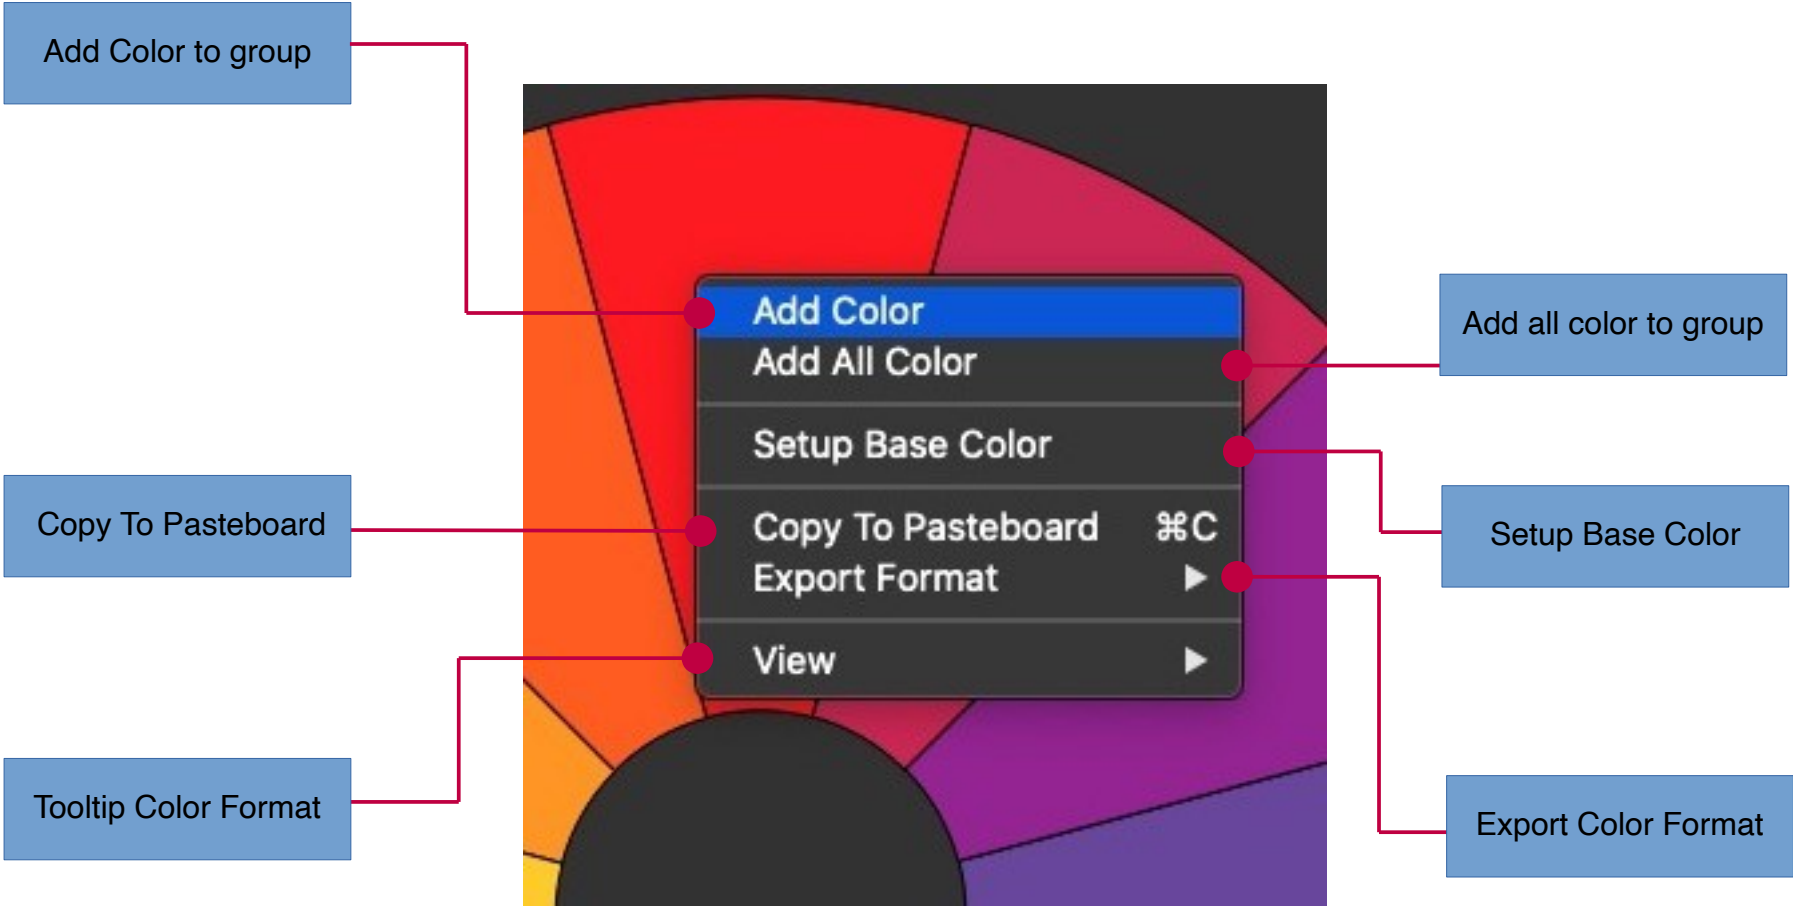 Add Color to group
Add Color
Add All Color
Add all color to group
Setup Base Color
Setup Base Color
Copy To Pasteboard
Copy To Pasteboard ⌘C
Export Format ▶
View ▶
Tooltip Color Format
Export Color Format